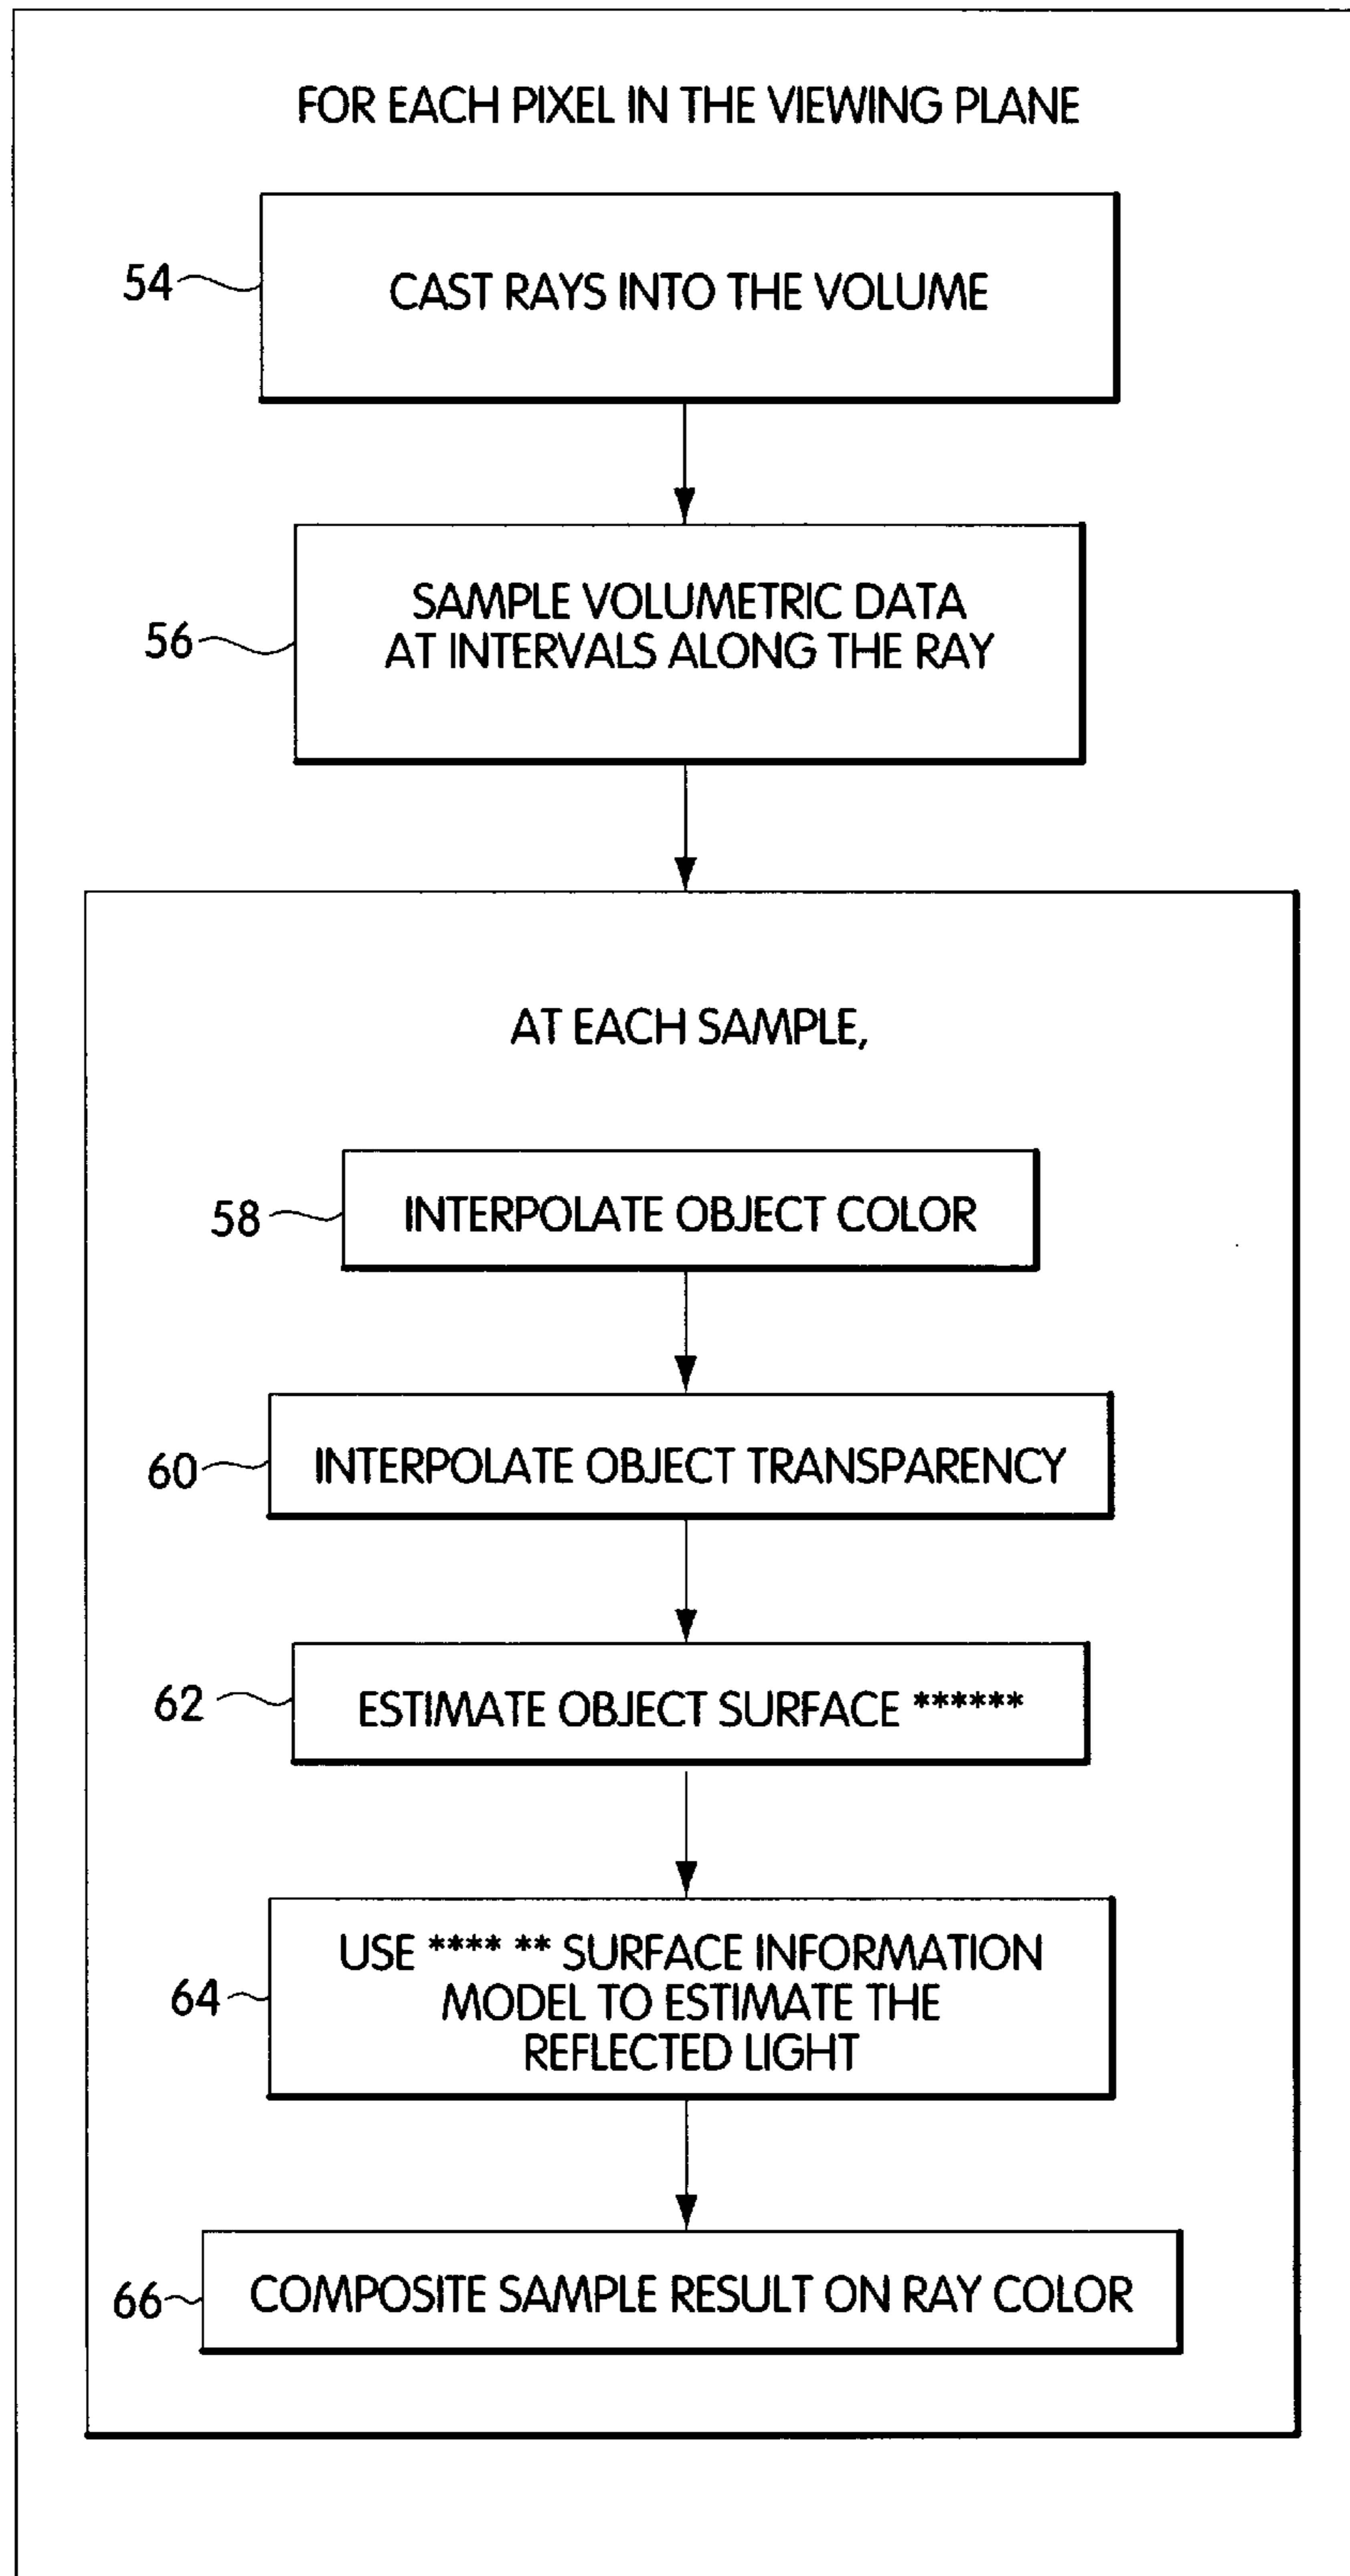 FOR EACH PIXEL IN THE VIEWING PLANE
54
CAST RAYS INTO THE VOLUME
56
SAMPLE VOLUMETRIC DATA
AT INTERVALS ALONG THE RAY
AT EACH SAMPLE,
58
INTERPOLATE OBJECT COLOR
60
INTERPOLATE OBJECT TRANSPARENCY
62
ESTIMATE OBJECT SURFACE ******
64
USE **** ** SURFACE INFORMATION
MODEL TO ESTIMATE THE
REFLECTED LIGHT
66
COMPOSITE SAMPLE RESULT ON RAY COLOR